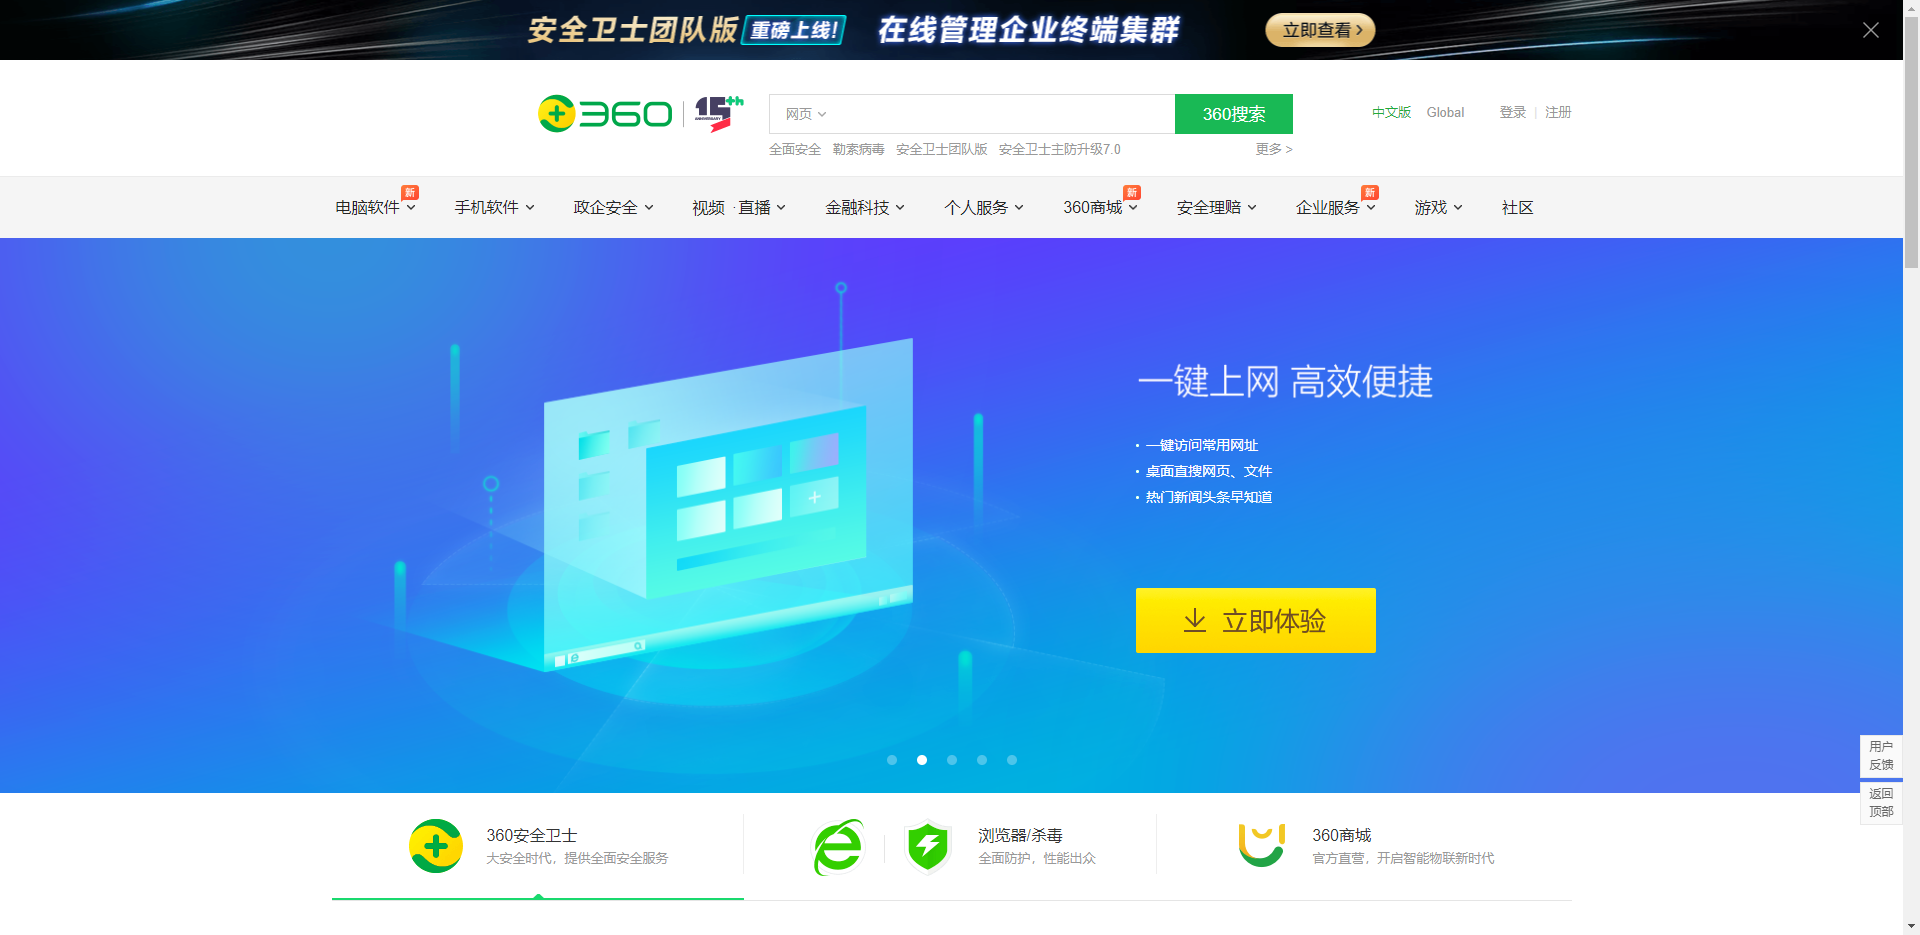 安全卫士团队版 重磅上线! 在线管理企业终端集群 立即查看
360 15th ANNIVERSARY
网页 360搜索
中文版 Global 登录 | 注册
全面安全 勒索病毒 安全卫士团队版 安全卫士主防升级7.0 更多 >
电脑软件 新 手机软件 政企安全 视频 · 直播 金融科技 个人服务 360商城 新 安全理赔 企业服务 新 游戏 社区
一键上网 高效便捷
· 一键访问常用网址
· 桌面直搜网页、文件
· 热门新闻头条早知道
立即体验
用户
反馈
返回
顶部
360安全卫士
大安全时代，提供全面安全服务
浏览器/杀毒
全面防护，性能出众
360商城
官方直营，开启智能物联新时代